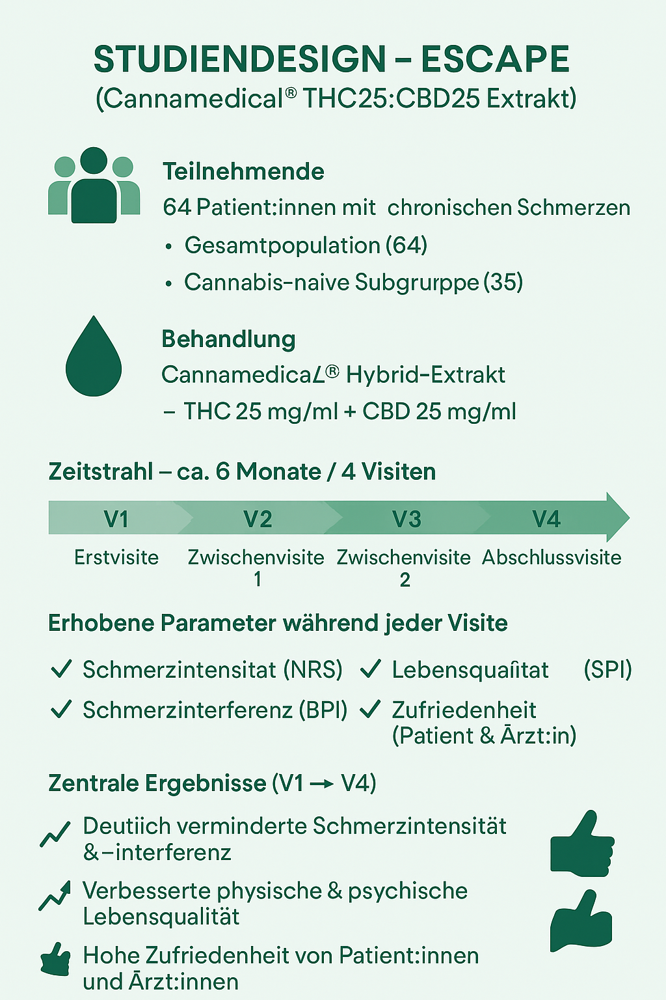 STUDIENDESIGN – ESCAPE
(Cannamedical® THC25:CBD25 Extrakt)
Teilnehmende
64 Patient:innen mit chronischen Schmerzen
• Gesamtpopulation (64)
• Cannabis-naive Subgrurppe (35)
Behandlung
Cannamedical® Hybrid-Extrakt
– THC 25 mg/ml + CBD 25 mg/ml
Zeitstrahl – ca. 6 Monate / 4 Visiten
V1 V2 V3 V4
Erstvisite Zwischenvisite Zwischenvisite Abschlussvisite
1 2
Erhobene Parameter während jeder Visite
✓ Schmerzintensitat (NRS) ✓ Lebensqualitat (SPI)
✓ Schmerzinterferenz (BPI) ✓ Zufriedenheit
(Patient & Ārzt:in)
Zentrale Ergebnisse (V1 → V4)
Deutiich verminderte Schmerzintensität
& –interferenz
Verbesserte physische & psychische
Lebensqualität
Hohe Zufriedenheit von Patient:innen
und Ārzt:innen